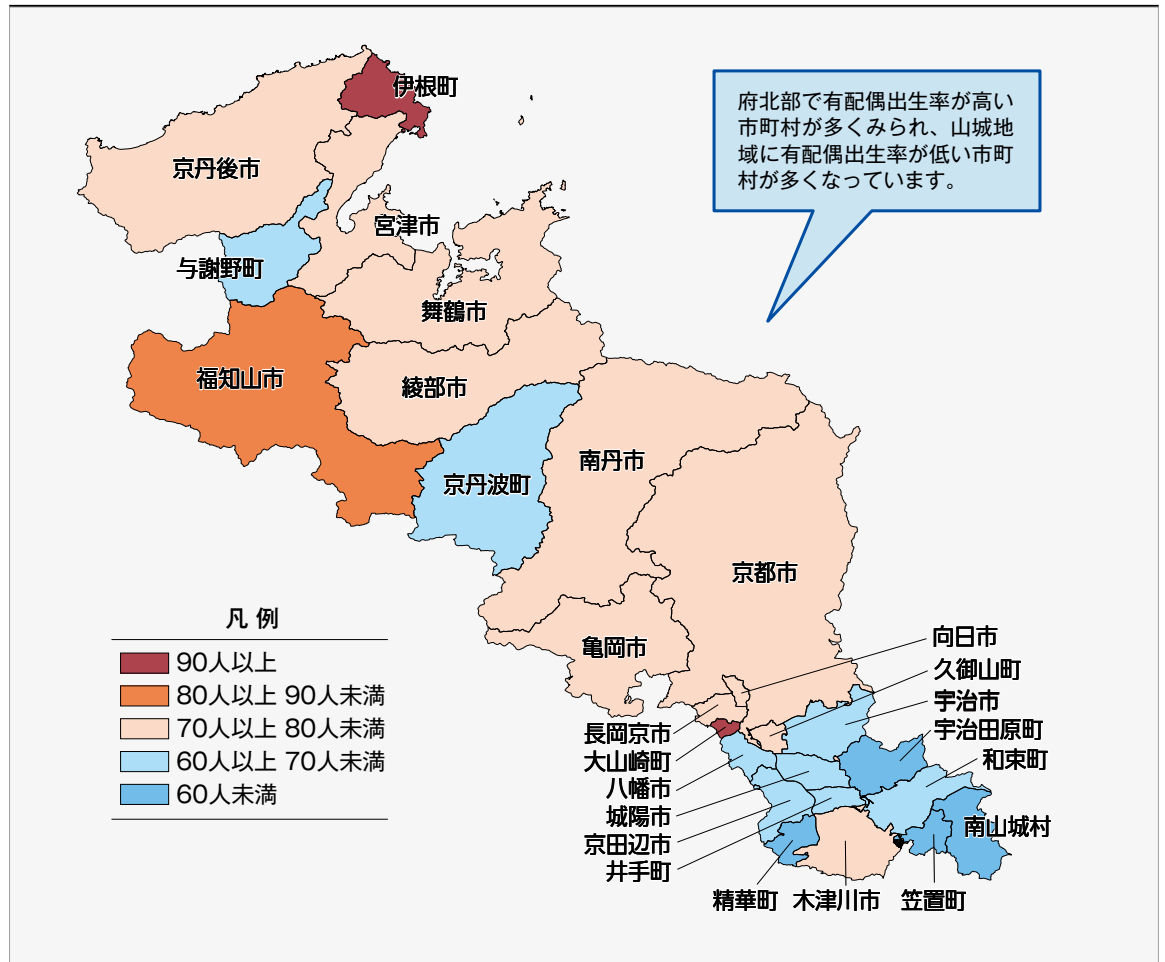 伊根町
府北部で有配偶出生率が高い
市町村が多くみられ、山城地
域に有配偶出生率が低い市町
村が多くなっています。
京丹後市
宮津市
与謝野町
舞鶴市
福知山市
綾部市
南丹市
京丹波町
京都市
凡 例
90人以上
80人以上 90人未満
70人以上 80人未満
60人以上 70人未満
60人未満
亀岡市
向日市
久御山町
宇治市
宇治田原町
和束町
南山城村
長岡京市
大山崎町
八幡市
城陽市
京田辺市
井手町
精華町
木津川市
笠置町